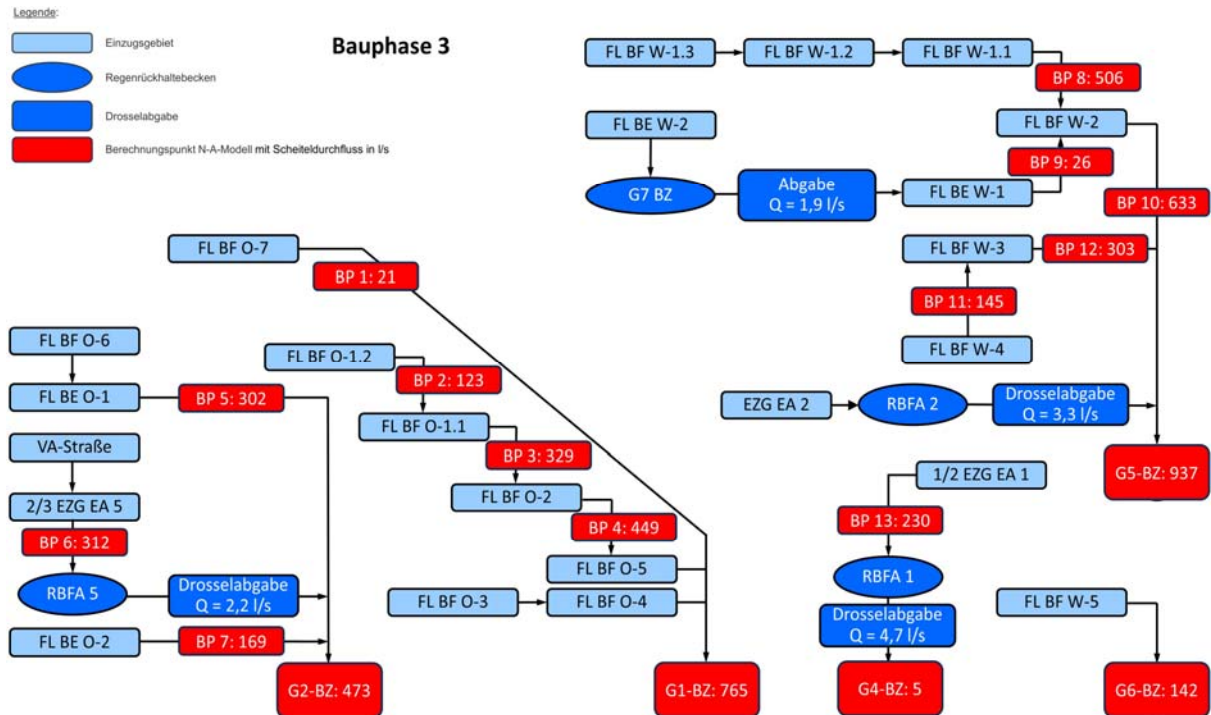 Legende:
Einzugsgebiet
Regenrückhaltebecken
Drosselabgabe
Berechnungspunkt N-A-Modell mit Scheiteldurchfluss in l/s
Bauphase 3
FL BF W-1.3
FL BF W-1.2
FL BF W-1.1
BP 8: 506
FL BE W-2
FL BF W-2
BP 9: 26
G7 BZ
Abgabe
Q = 1,9 l/s
FL BE W-1
BP 10: 633
FL BF O-7
BP 1: 21
FL BF W-3
BP 12: 303
BP 11: 145
FL BF W-4
FL BF O-6
FL BF O-1.2
BP 2: 123
FL BE O-1
BP 5: 302
EZG EA 2
RBFA 2
Drosselabgabe
Q = 3,3 l/s
FL BF O-1.1
VA-Straße
BP 3: 329
G5-BZ: 937
1/2 EZG EA 1
2/3 EZG EA 5
FL BF O-2
BP 4: 449
BP 13: 230
BP 6: 312
FL BF O-5
RBFA 1
RBFA 5
Drosselabgabe
Q = 2,2 l/s
FL BF O-3
FL BF O-4
FL BF W-5
Drosselabgabe
Q = 4,7 l/s
FL BE O-2
BP 7: 169
G2-BZ: 473
G1-BZ: 765
G4-BZ: 5
G6-BZ: 142